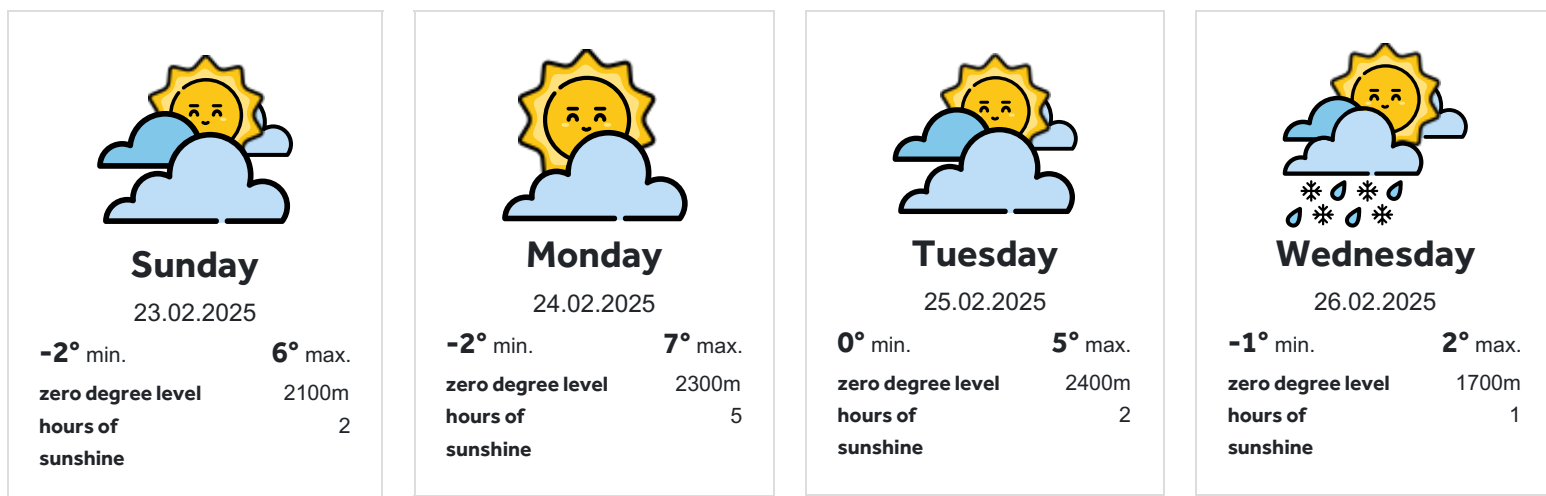 Sunday
23.02.2025
-2° min. 6° max.
zero degree level 2100m
hours of 2
sunshine
Monday
24.02.2025
-2° min. 7° max.
zero degree level 2300m
hours of 5
sunshine
Tuesday
25.02.2025
0° min. 5° max.
zero degree level 2400m
hours of 2
sunshine
Wednesday
26.02.2025
-1° min. 2° max.
zero degree level 1700m
hours of 1
sunshine